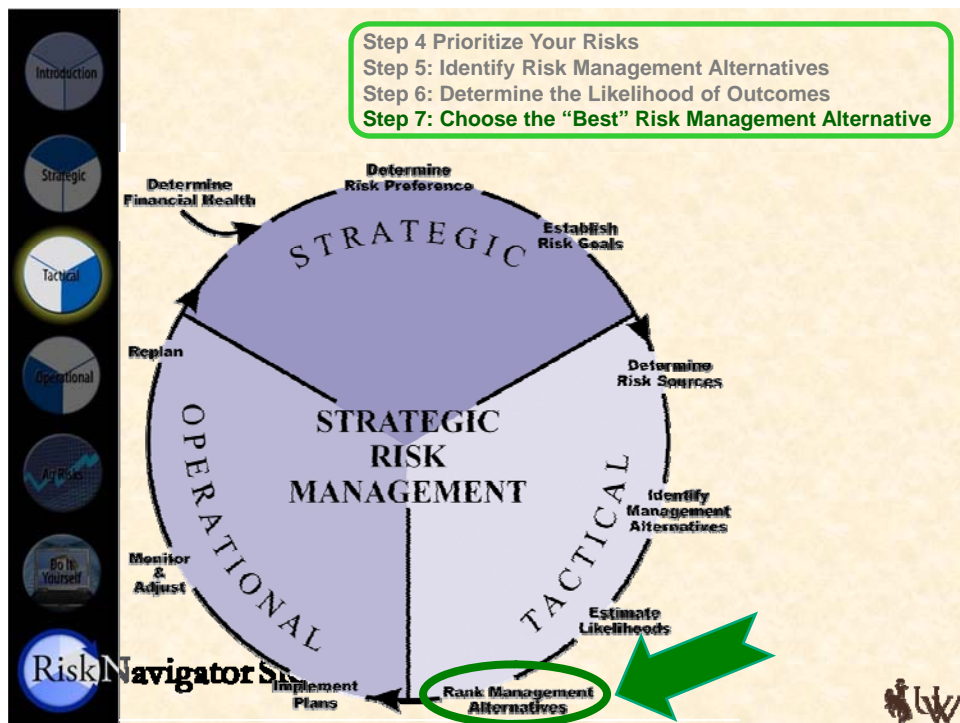 Step 4 Prioritize Your Risks
Step 5: Identify Risk Management Alternatives
Step 6: Determine the Likelihood of Outcomes
Step 7: Choose the “Best” Risk Management Alternative
Introduction
Strategic
Tactical
Operational
Ag Risks
Do It
Yourself
Determine
Financial Health
Determine
Risk Preference
Establish
Risk Goals
STRATEGIC
Determine
Risk Sources
Identify
Management
Alternatives
Estimate
Likelihoods
TACTICAL
Rank Management
Alternatives
Implement
Plans
Monitor
&
Adjust
Replan
OPERATIONAL
STRATEGIC
RISK
MANAGEMENT
RiskNavigator
UW